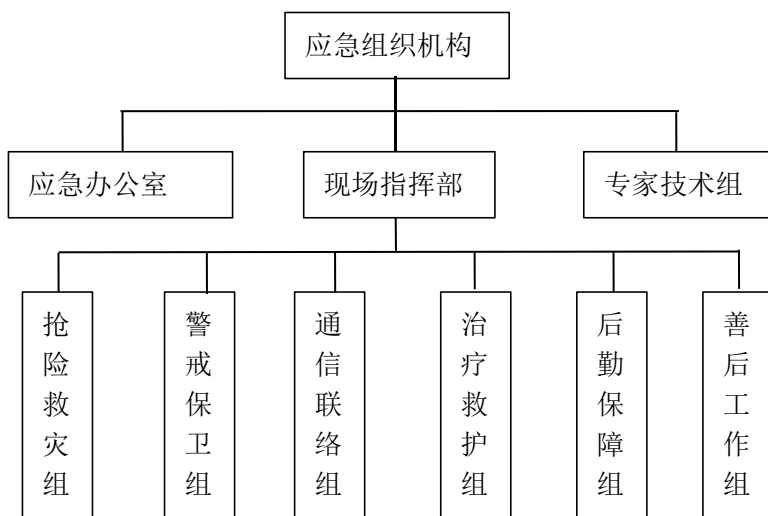 应急组织机构
应急办公室
现场指挥部
专家技术组
抢险救灾组
警戒保卫组
通信联络组
治疗救护组
后勤保障组
善后工作组